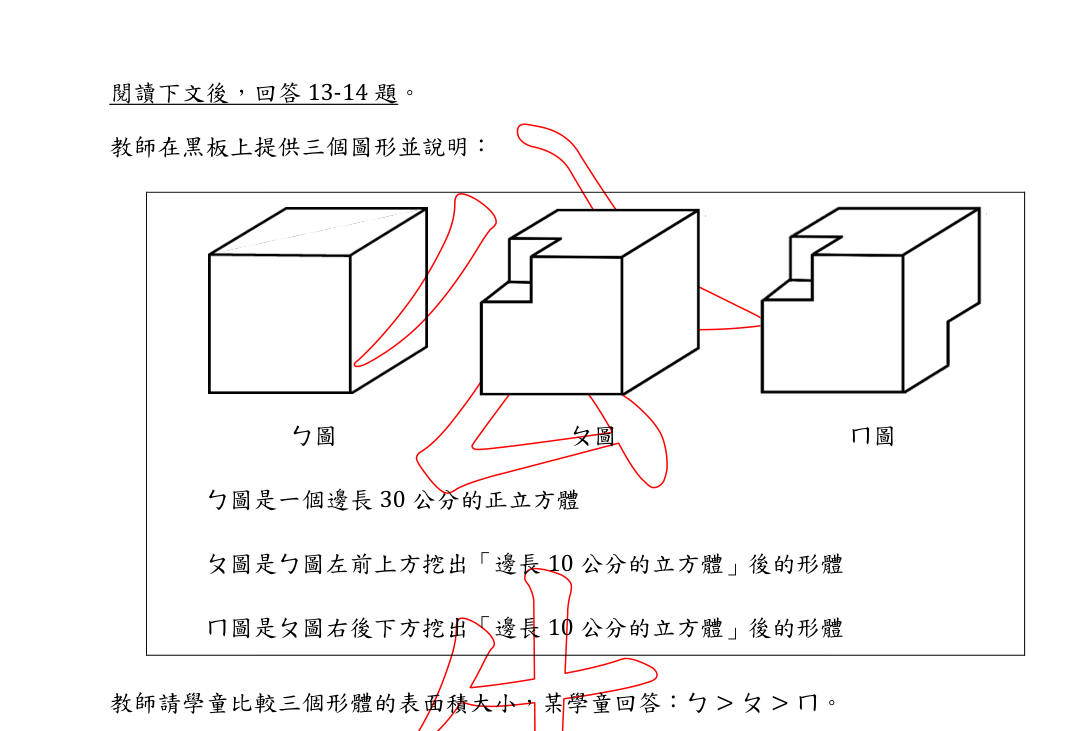 閱讀下文後，回答 13-14 題。
教師在黑板上提供三個圖形並說明：
ㄅ圖 ㄆ圖 ㄇ圖
ㄅ圖是一個邊長 30 公分的正立方體
ㄆ圖是ㄅ圖左前上方挖出「邊長 10 公分的立方體」後的形體
ㄇ圖是ㄆ圖右後下方挖出「邊長 10 公分的立方體」後的形體
教師請學童比較三個形體的表面積大小，某學童回答：ㄅ > ㄆ > ㄇ。